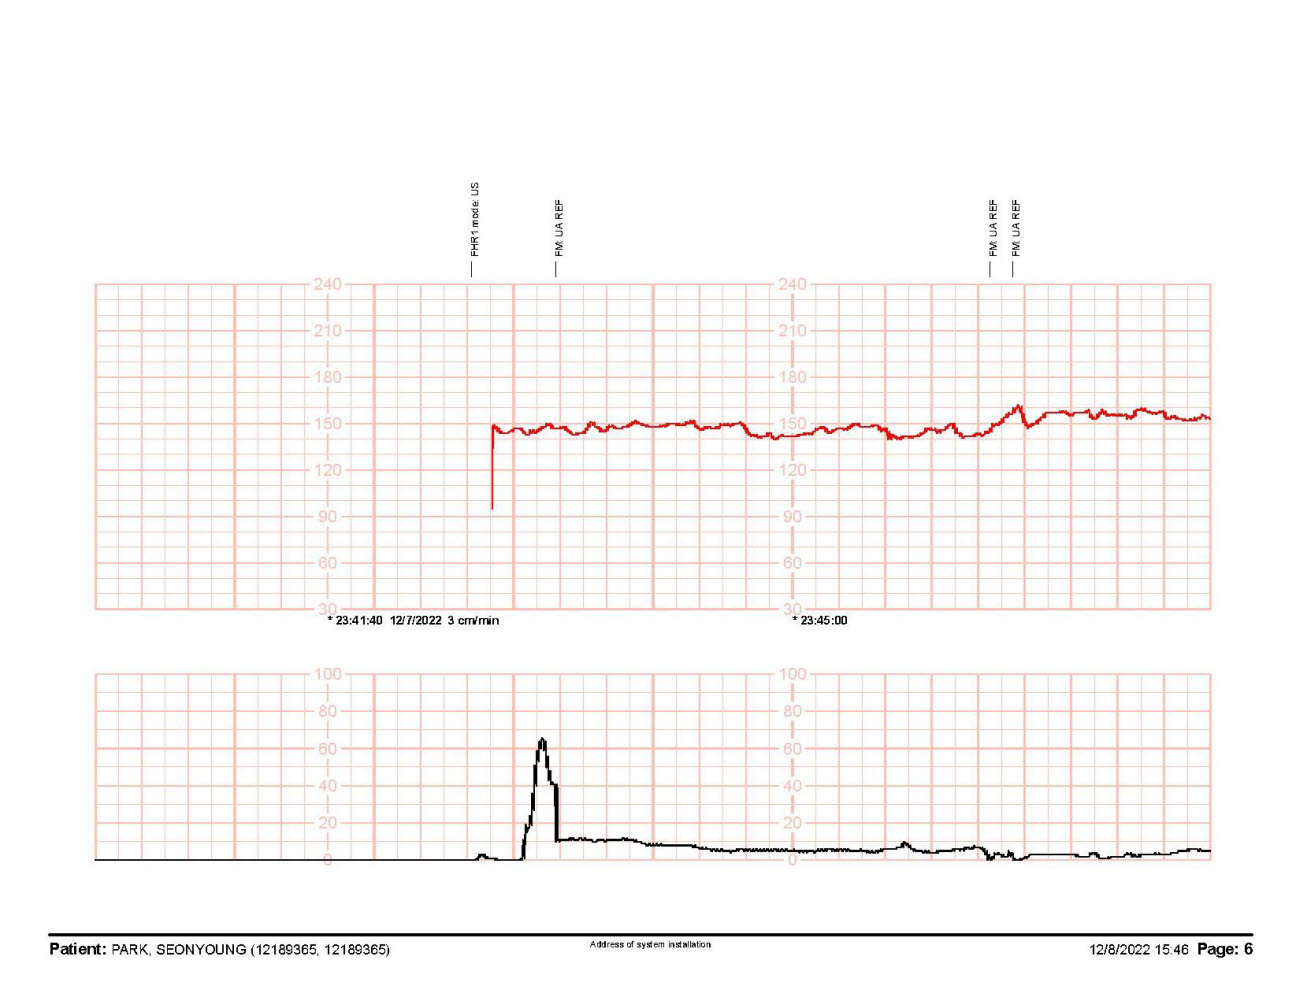 FHR1 mode: US
FM: UA REF
FM: UA REF
FM: UA REF
240 240
210 210
180 180
150 150
120 120
90 90
60 60
30 30
* 23:41:40 12/7/2022 3 cm/min * 23:45:00
100 100
80 80
60 60
40 40
20 20
0 0
Patient: PARK, SEONYOUNG (12189365, 12189365) Address of system installation 12/8/2022 15:46 Page: 6